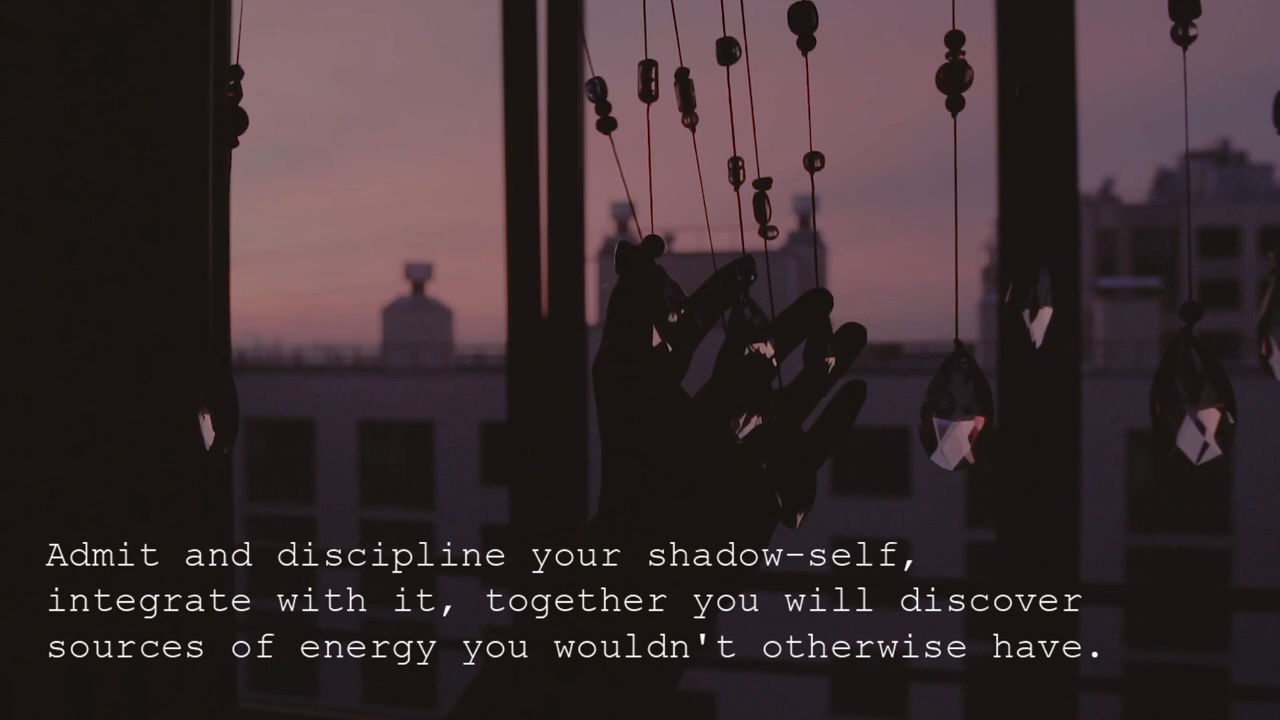 Admit and discipline your shadow-self,
integrate with it, together you will discover
sources of energy you wouldn't otherwise have.